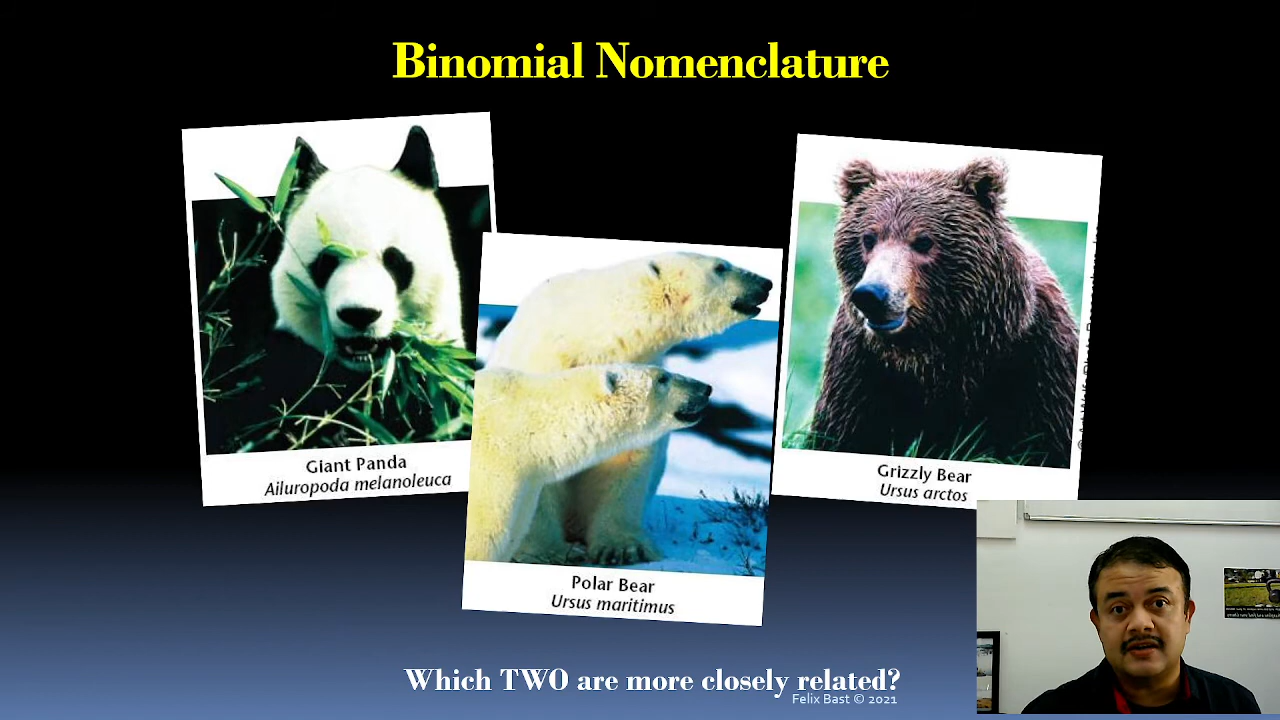 Binomial Nomenclature
Giant Panda
Ailuropoda melanoleuca
Polar Bear
Ursus maritimus
Grizzly Bear
Ursus arctos
Which TWO are more closely related?
Felix Bast © 2021